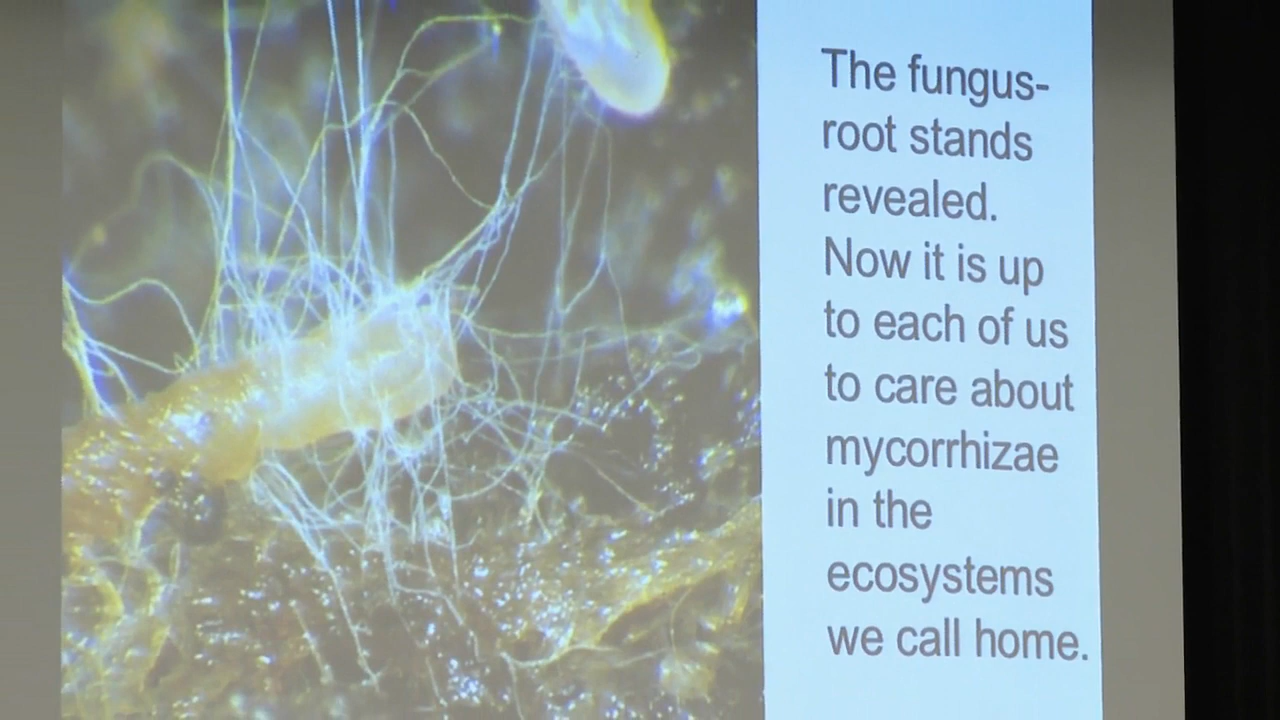 The fungus-
root stands
revealed.
Now it is up
to each of us
to care about
mycorrhizae
in the
ecosystems
we call home.